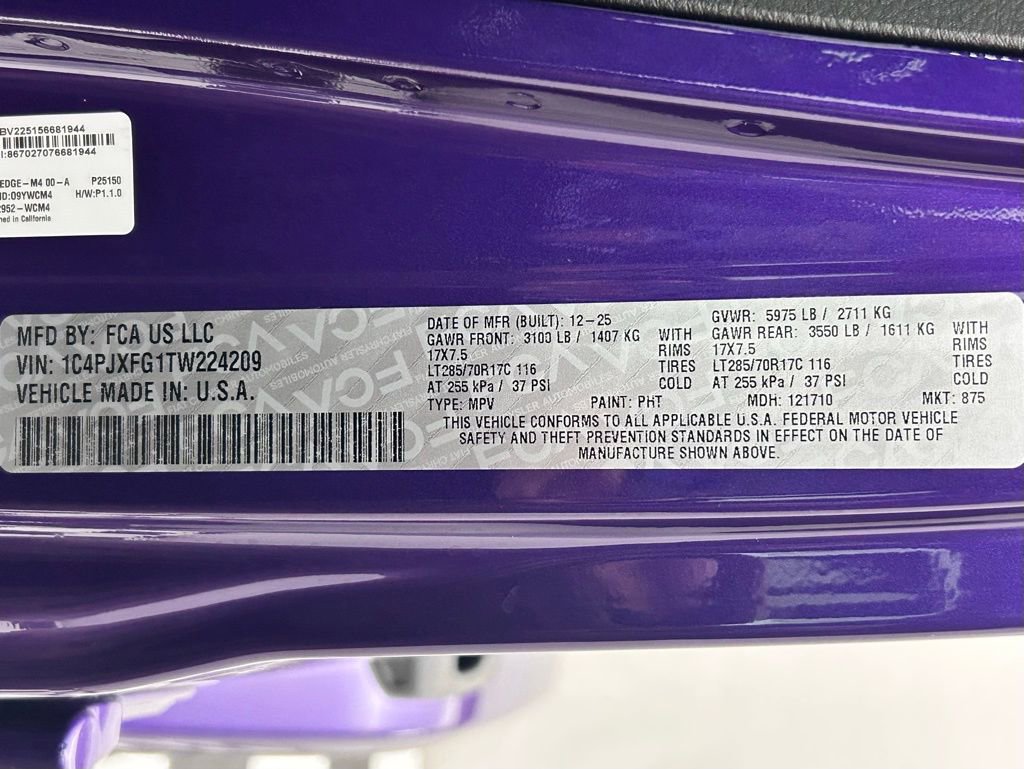 BV225156681944
I:867027076681944
EDGE-M4 00-A P25150
ID:09YWCM4 H/W:P1.1.0
2952-WCM4
ned in California
MFD BY: FCA US LLC
VIN: 1C4PJXFG1TW224209
VEHICLE MADE IN: U.S.A.
DATE OF MFR (BUILT): 12-25
GAWR FRONT: 3100 LB / 1407 KG WITH
17X7.5 RIMS
LT285/70R17C 116 TIRES
AT 255 kPa / 37 PSI COLD
GVWR: 5975 LB / 2711 KG
GAWR REAR: 3550 LB / 1611 KG WITH
17X7.5 RIMS
LT285/70R17C 116 TIRES
AT 255 kPa / 37 PSI COLD
TYPE: MPV PAINT: PHT MDH: 121710 MKT: 875
THIS VEHICLE CONFORMS TO ALL APPLICABLE U.S.A. FEDERAL MOTOR VEHICLE
SAFETY AND THEFT PREVENTION STANDARDS IN EFFECT ON THE DATE OF
MANUFACTURE SHOWN ABOVE.